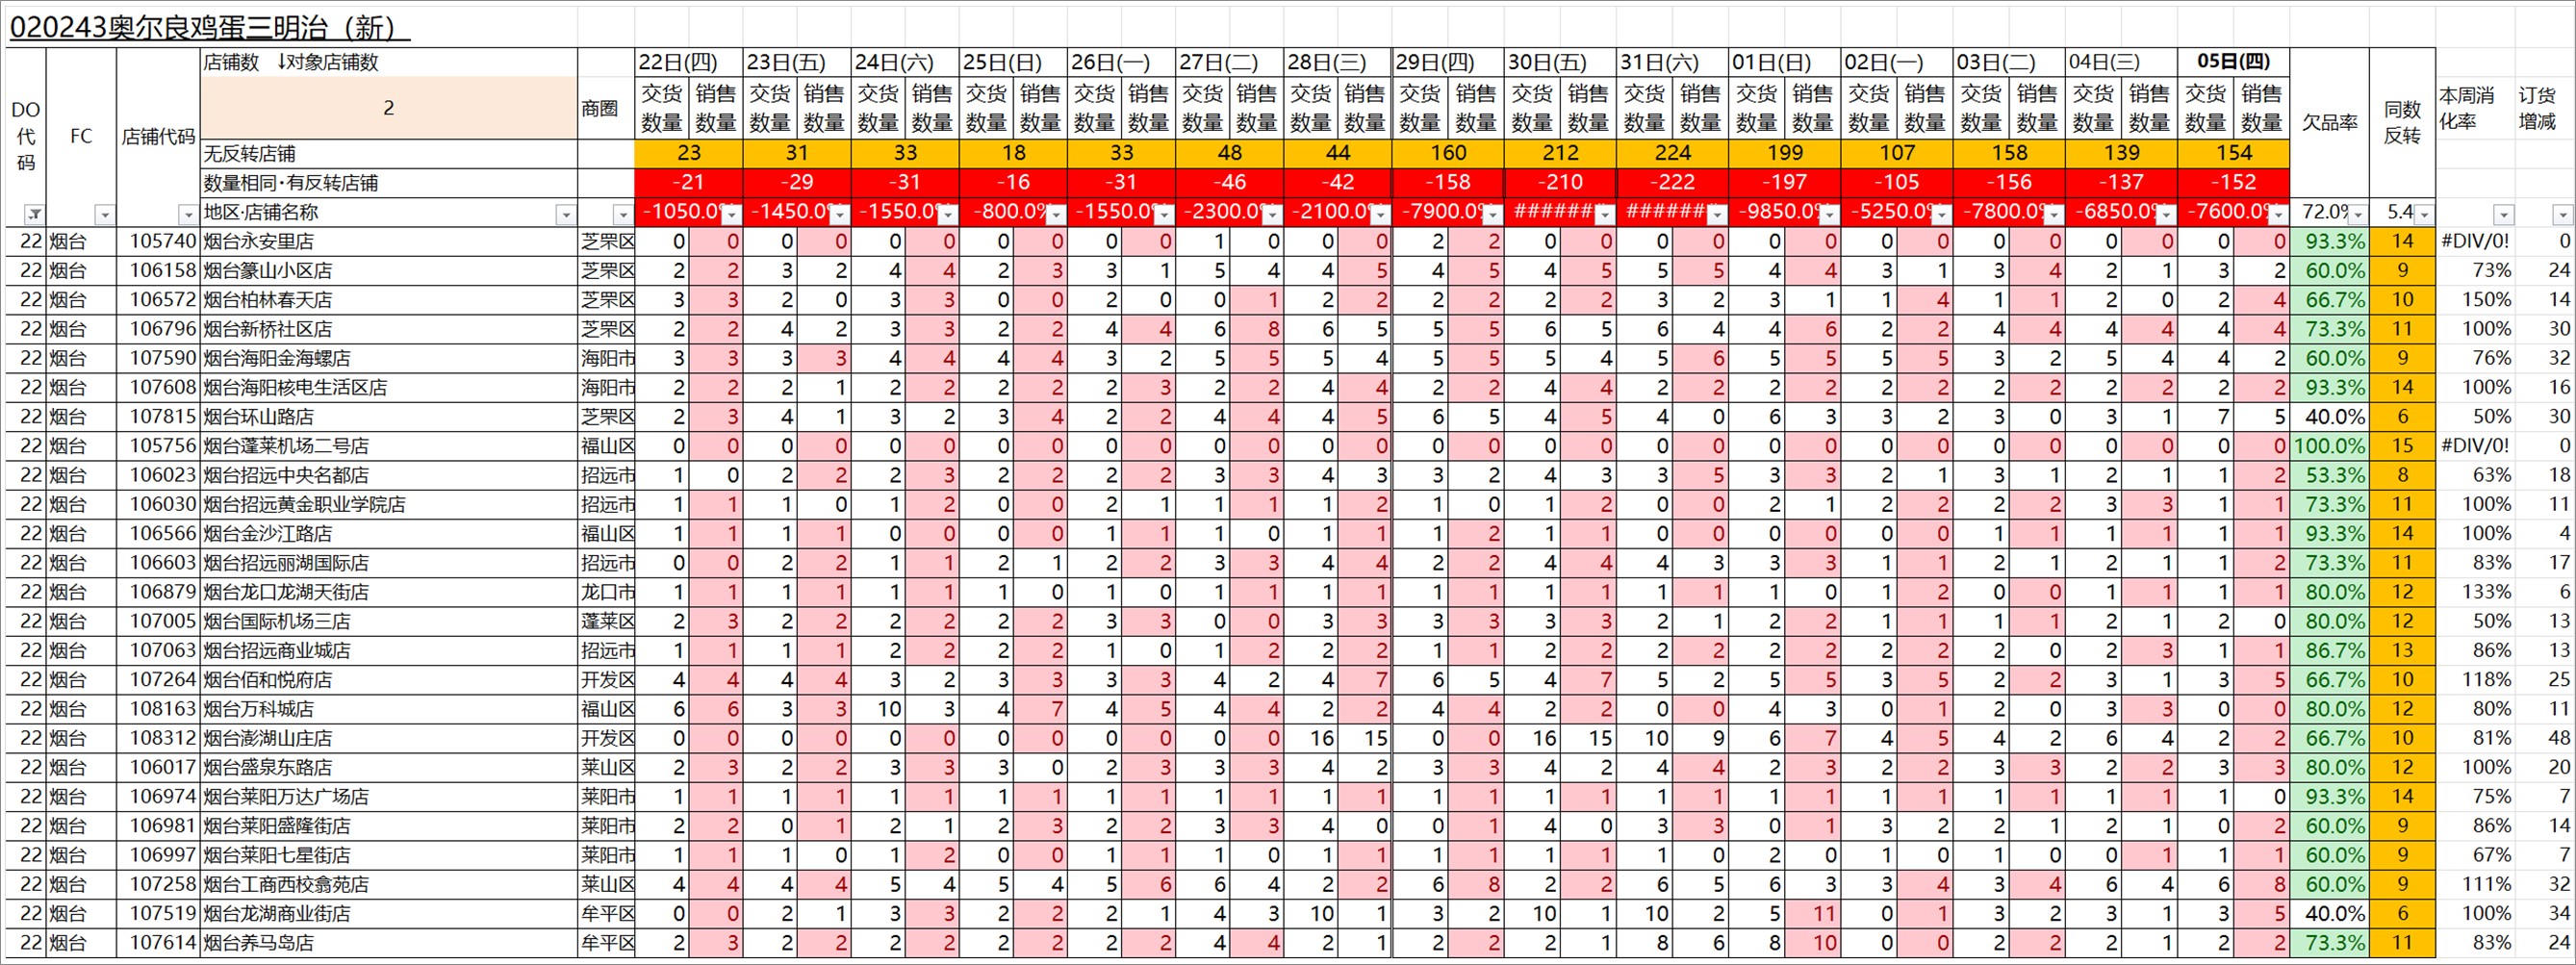 020243奥尔良鸡蛋三明治（新）
店铺数 ↓对象店铺数 22日(四) 23日(五) 24日(六) 25日(日) 26日(一) 27日(二) 28日(三) 29日(四) 30日(五) 31日(六) 01日(日) 02日(一) 03日(二) 04日(三) 05日(四)
DO代码 FC 店铺代码 2 商圈 交货数量 销售数量 交货数量 销售数量 交货数量 销售数量 交货数量 销售数量 交货数量 销售数量 交货数量 销售数量 交货数量 销售数量 交货数量 销售数量 交货数量 销售数量 交货数量 销售数量 交货数量 销售数量 交货数量 销售数量 交货数量 销售数量 交货数量 销售数量 交货数量 销售数量 欠品率 同数反转 本周消化率 订货增减
无反转店铺 23 31 33 18 33 48 44 160 212 224 199 107 158 139 154
数量相同·有反转店铺 -21 -29 -31 -16 -31 -46 -42 -158 -210 -222 -197 -105 -156 -137 -152
地区·店铺名称 -1050.0% -1450.0% -1550.0% -800.0% -1550.0% -2300.0% -2100.0% -7900.0% ###### ###### -9850.0% -5250.0% -7800.0% -6850.0% -7600.0% 72.0% 5.4
22 烟台 105740 烟台永安里店 芝罘区 0 0 0 0 0 0 0 0 0 0 1 0 0 0 2 2 0 0 0 0 0 0 0 0 0 0 0 0 0 0 93.3% 14 #DIV/0! 0
22 烟台 106158 烟台篆山小区店 芝罘区 2 2 3 2 4 4 2 3 3 1 5 4 4 5 4 5 4 5 5 5 4 4 3 1 3 4 2 1 3 2 60.0% 9 73% 24
22 烟台 106572 烟台柏林春天店 芝罘区 3 3 2 0 3 3 0 0 2 0 0 1 2 2 2 2 2 2 3 2 3 1 1 4 1 1 2 0 2 4 66.7% 10 150% 14
22 烟台 106796 烟台新桥社区店 芝罘区 2 2 4 2 3 3 2 2 4 4 6 8 6 5 5 5 6 5 6 4 4 6 2 2 4 4 4 4 4 4 73.3% 11 100% 30
22 烟台 107590 烟台海阳金海螺店 海阳市 3 3 3 3 4 4 4 4 3 2 5 5 5 4 5 5 5 4 5 6 5 5 5 5 3 2 5 4 4 2 60.0% 9 76% 32
22 烟台 107608 烟台海阳核电生活区店 海阳市 2 2 2 1 2 2 2 2 2 3 2 2 4 4 2 2 4 4 2 2 2 2 2 2 2 2 2 2 2 2 93.3% 14 100% 16
22 烟台 107815 烟台环山路店 芝罘区 2 3 4 1 3 2 3 4 2 2 4 4 4 5 6 5 4 5 4 0 6 3 3 2 3 0 3 1 7 5 40.0% 6 50% 30
22 烟台 105756 烟台蓬莱机场二号店 福山区 0 0 0 0 0 0 0 0 0 0 0 0 0 0 0 0 0 0 0 0 0 0 0 0 0 0 0 0 0 0 100.0% 15 #DIV/0! 0
22 烟台 106023 烟台招远中央名都店 招远市 1 0 2 2 2 3 2 2 2 2 3 3 4 3 3 2 4 3 3 5 3 3 2 1 2 1 2 1 1 2 53.3% 8 63% 18
22 烟台 106030 烟台招远黄金职业学院店 招远市 1 1 1 0 1 2 0 0 2 1 1 1 1 2 1 0 1 2 0 0 2 1 2 2 2 2 3 3 1 1 73.3% 11 100% 11
22 烟台 106566 烟台金沙江路店 福山区 1 1 1 1 0 0 0 0 1 1 1 0 1 1 1 2 1 1 0 0 0 0 0 0 1 1 1 1 1 1 93.3% 14 100% 4
22 烟台 106603 烟台招远丽湖国际店 招远市 0 0 2 2 1 1 2 1 2 2 3 3 4 4 2 2 4 4 4 3 3 3 1 1 2 1 2 1 1 2 73.3% 11 83% 17
22 烟台 106879 烟台龙口龙湖天街店 龙口市 1 1 1 1 1 1 1 0 1 0 1 1 1 1 1 1 1 1 1 1 1 0 1 2 0 0 1 1 1 1 80.0% 12 133% 6
22 烟台 107005 烟台国际机场三店 蓬莱区 2 3 2 2 2 2 2 2 3 3 0 0 3 3 3 3 3 3 2 1 2 2 1 1 1 1 2 1 2 0 80.0% 12 50% 13
22 烟台 107063 烟台招远商业城店 招远市 1 1 1 1 2 2 2 2 1 0 1 2 2 2 1 1 2 2 2 2 2 2 2 2 2 0 2 3 1 1 86.7% 13 86% 13
22 烟台 107264 烟台佰和悦府店 开发区 4 4 4 4 3 2 3 3 3 3 4 2 4 7 6 5 4 7 5 2 5 5 3 5 2 2 3 1 3 5 66.7% 10 118% 25
22 烟台 108163 烟台万科城店 福山区 6 6 3 3 10 3 4 7 4 5 4 4 2 2 4 4 2 2 0 0 4 3 0 1 2 0 3 3 0 0 80.0% 12 80% 11
22 烟台 108312 烟台澎湖山庄店 开发区 0 0 0 0 0 0 0 0 0 0 0 0 16 15 0 0 16 15 10 9 6 7 4 5 4 2 6 4 2 2 66.7% 10 81% 48
22 烟台 106017 烟台盛泉东路店 莱山区 2 3 2 2 3 3 3 0 2 3 3 3 4 2 3 3 4 2 4 4 2 3 2 2 3 3 2 2 3 3 80.0% 12 100% 20
22 烟台 106974 烟台莱阳万达广场店 莱阳市 1 1 1 1 1 1 1 1 1 1 1 1 1 1 1 1 1 1 1 1 1 1 1 1 1 1 1 1 1 0 93.3% 14 75% 7
22 烟台 106981 烟台莱阳盛隆街店 莱阳市 2 2 0 1 2 1 2 3 2 2 3 3 4 0 0 1 4 0 3 3 0 1 3 2 2 1 2 1 0 2 60.0% 9 86% 14
22 烟台 106997 烟台莱阳七星街店 莱阳市 1 1 1 0 1 2 0 0 1 1 1 0 1 1 1 1 1 1 1 0 2 0 1 0 1 0 0 1 1 1 60.0% 9 67% 7
22 烟台 107258 烟台工商西校翕苑店 莱山区 4 4 4 4 5 4 5 4 5 6 6 4 2 2 6 8 2 2 6 5 6 3 3 4 3 4 6 4 6 8 60.0% 9 111% 32
22 烟台 107519 烟台龙湖商业街店 牟平区 0 0 2 1 3 3 2 2 2 1 4 3 10 1 3 2 10 1 10 2 5 11 0 1 3 2 3 1 3 5 40.0% 6 100% 34
22 烟台 107614 烟台养马岛店 牟平区 2 3 2 2 2 2 2 2 2 2 4 4 2 1 2 2 2 1 8 6 8 10 0 0 2 2 2 1 2 2 73.3% 11 83% 24